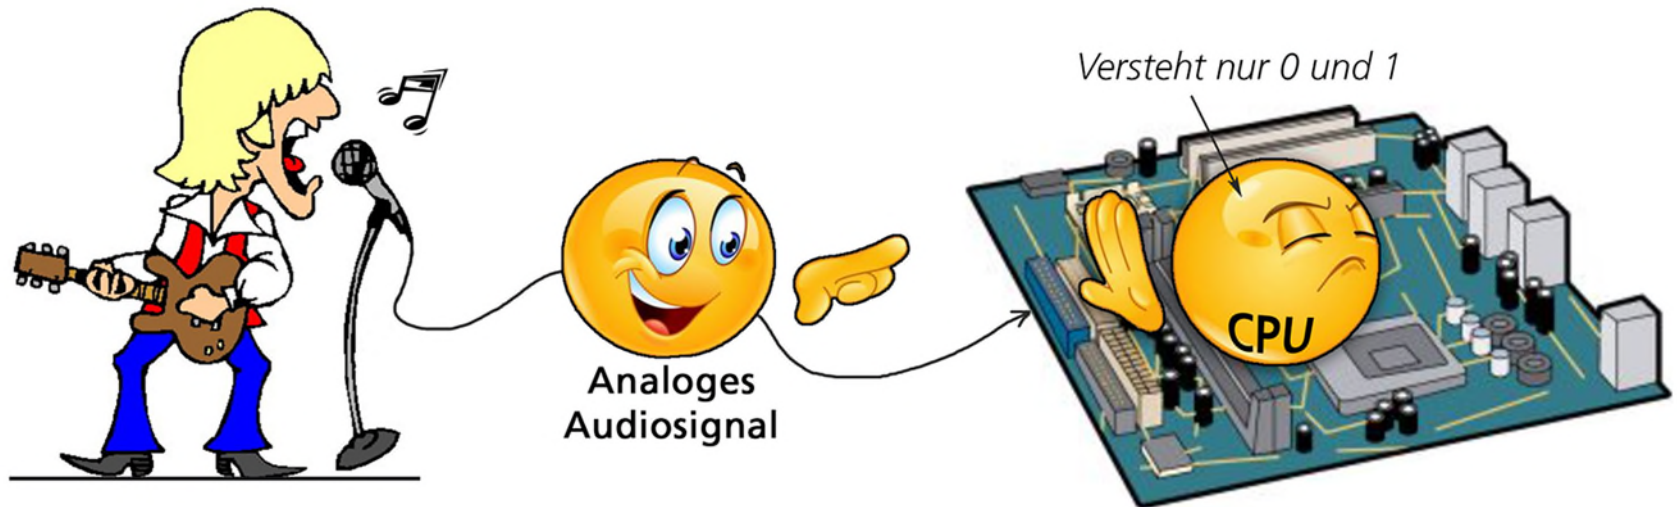 Versteht nur 0 und 1
Analoges
Audiosignal
CPU